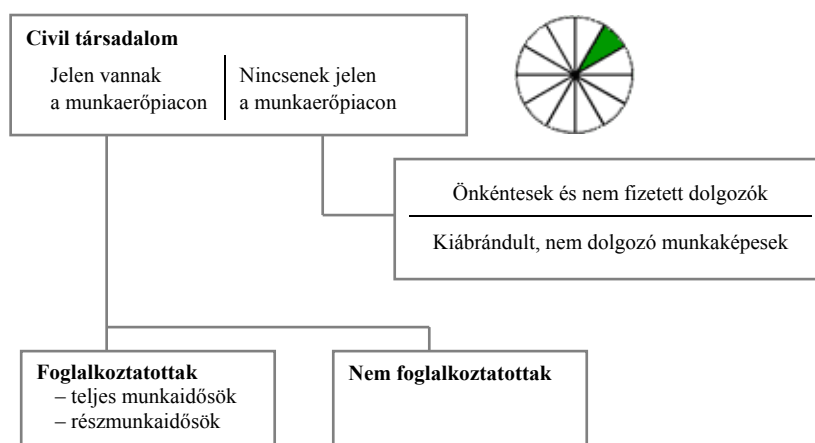 Civil társadalom
Jelen vannak
a munkaerőpiacon
Nincsenek jelen
a munkaerőpiacon
Önkéntesek és nem fizetett dolgozók
Kiábrándult, nem dolgozó munkaképesek
Foglalkoztatottak
– teljes munkaidősök
– részmunkaidősök
Nem foglalkoztatottak